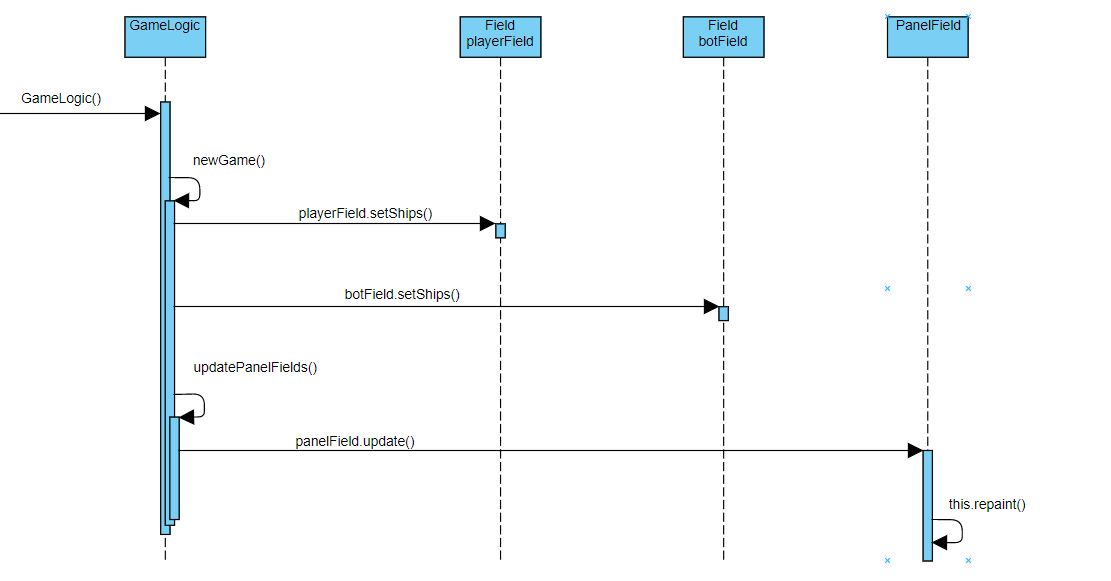 GameLogic
Field
playerField
Field
botField
PanelField
GameLogic()
newGame()
playerField.setShips()
botField.setShips()
updatePanelFields()
panelField.update()
this.repaint()